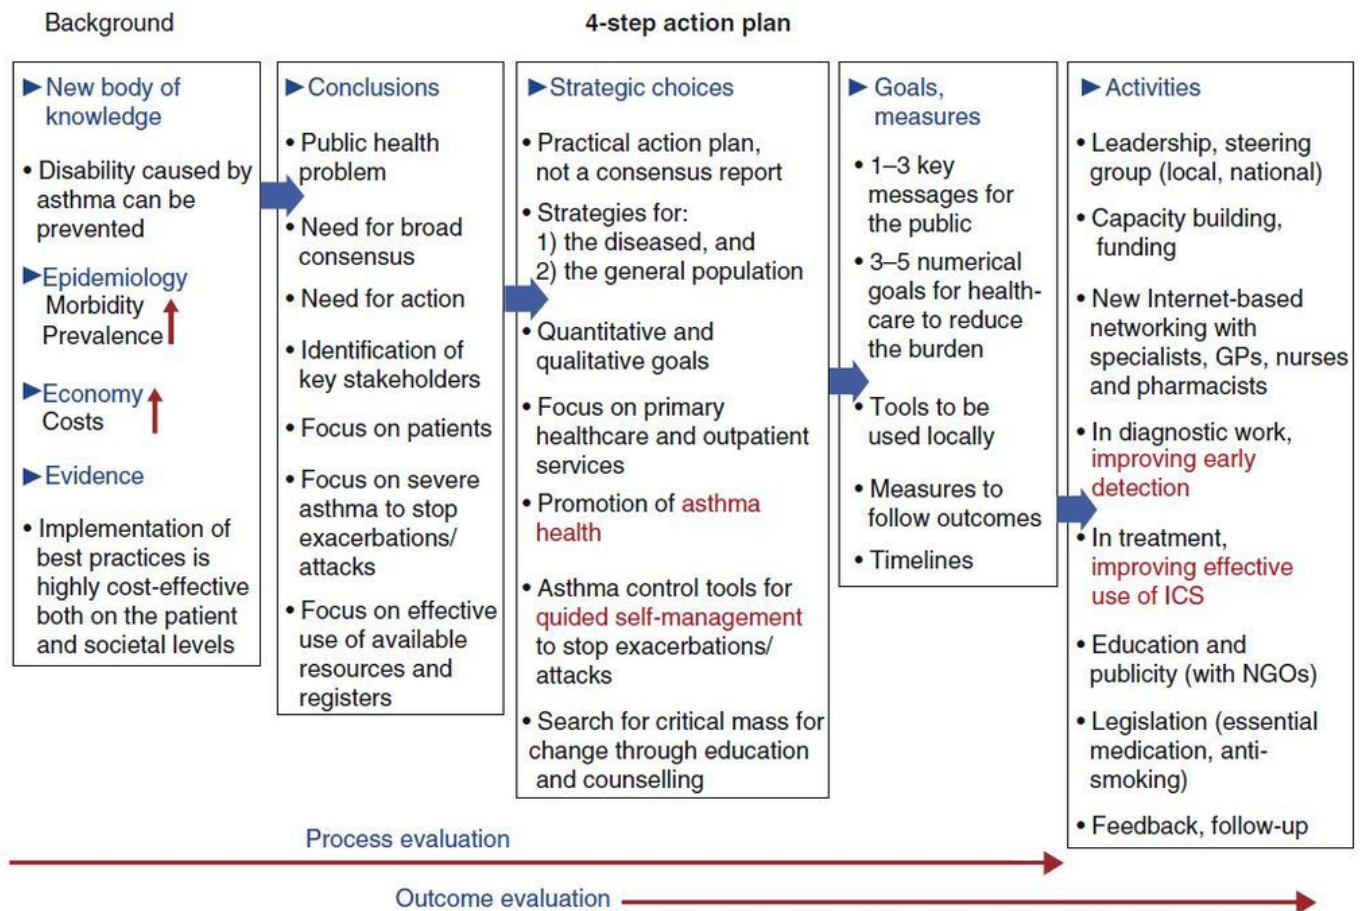 Background
4-step action plan
►New body of
knowledge
• Disability caused by
asthma can be
prevented
►Epidemiology
Morbidity
Prevalence
►Economy
Costs
►Evidence
• Implementation of
best practices is
highly cost-effective
both on the patient
and societal levels
►Conclusions
• Public health
problem
• Need for broad
consensus
• Need for action
• Identification of
key stakeholders
• Focus on patients
• Focus on severe
asthma to stop
exacerbations/
attacks
• Focus on effective
use of available
resources and
registers
►Strategic choices
• Practical action plan,
not a consensus report
• Strategies for:
1) the diseased, and
2) the general population
• Quantitative and
qualitative goals
• Focus on primary
healthcare and outpatient
services
• Promotion of asthma
health
• Asthma control tools for
quided self-management
to stop exacerbations/
attacks
• Search for critical mass for
change through education
and counselling
► Goals,
measures
• 1–3 key
messages for
the public
• 3–5 numerical
goals for health-
care to reduce
the burden
• Tools to be
used locally
• Measures to
follow outcomes
• Timelines
► Activities
• Leadership, steering
group (local, national)
• Capacity building,
funding
• New Internet-based
networking with
specialists, GPs, nurses
and pharmacists
• In diagnostic work,
improving early
detection
• In treatment,
improving effective
use of ICS
• Education and
publicity (with NGOs)
• Legislation (essential
medication, anti-
smoking)
• Feedback, follow-up
Process evaluation
Outcome evaluation